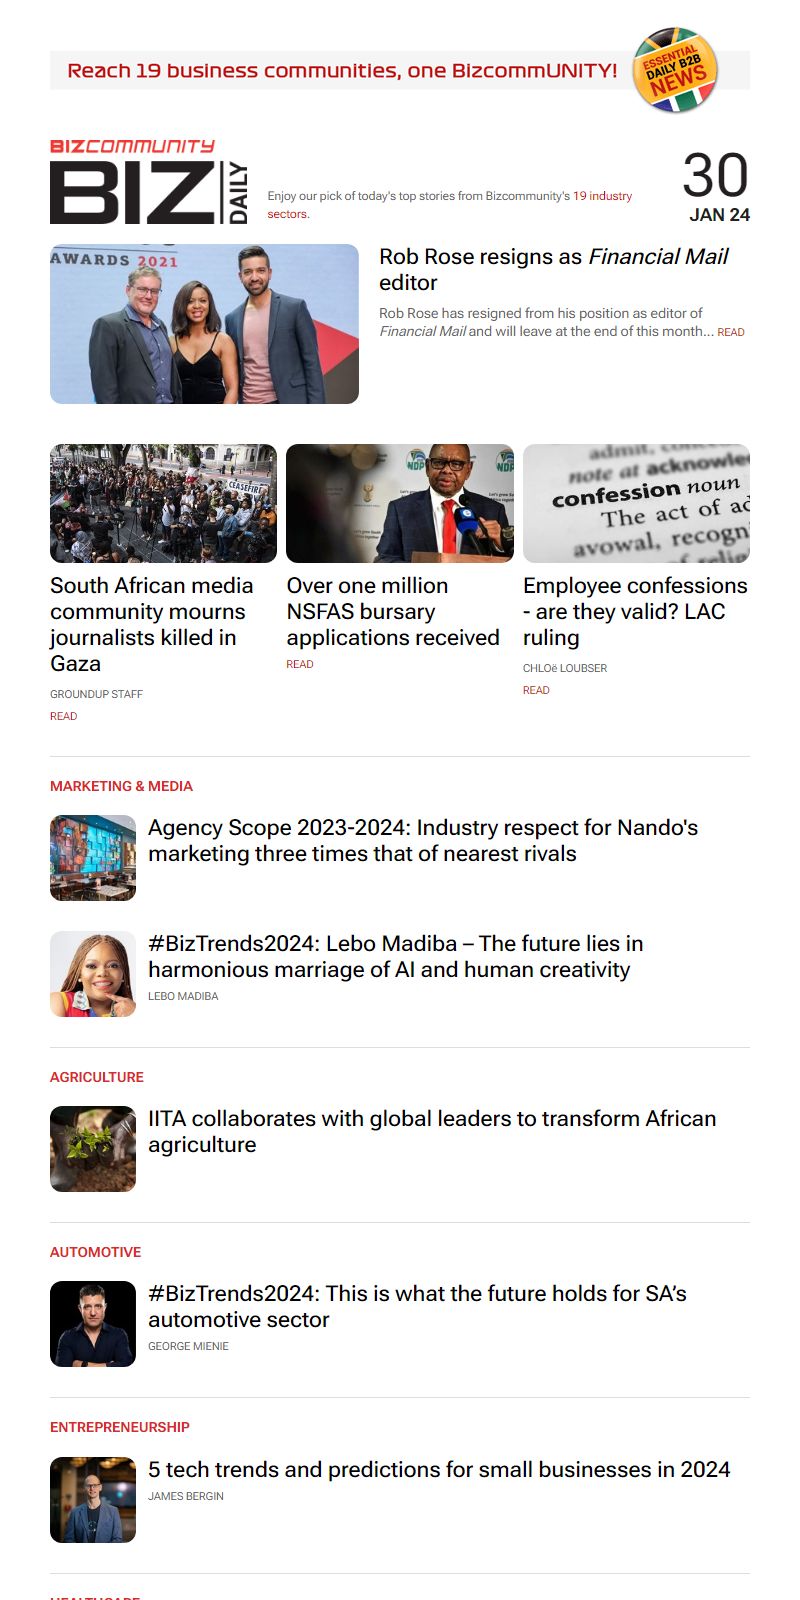 Reach 19 business communities, one BizcommUNITY!
ESSENTIAL
DAILY B2B
NEWS
BIZCOMMUNITY
BIZ
DAILY
Enjoy our pick of today's top stories from Bizcommunity's 19 industry
sectors.
30
JAN 24
AWARDS 2021
Rob Rose resigns as Financial Mail
editor
Rob Rose has resigned from his position as editor of
Financial Mail and will leave at the end of this month... READ
CEASEFIRE
NDP
NDP
admit,
note at acknowle
confession noun
The act of ad
avowal, recogn
of
South African media
community mourns
journalists killed in
Gaza
GROUNDUP STAFF
READ
Over one million
NSFAS bursary
applications received
READ
Employee confessions
- are they valid? LAC
ruling
CHLOë LOUBSER
READ
MARKETING & MEDIA
Agency Scope 2023-2024: Industry respect for Nando's
marketing three times that of nearest rivals
#BizTrends2024: Lebo Madiba – The future lies in
harmonious marriage of AI and human creativity
LEBO MADIBA
AGRICULTURE
IITA collaborates with global leaders to transform African
agriculture
AUTOMOTIVE
#BizTrends2024: This is what the future holds for SA’s
automotive sector
GEORGE MIENIE
ENTREPRENEURSHIP
5 tech trends and predictions for small businesses in 2024
JAMES BERGIN
HEALTHCARE